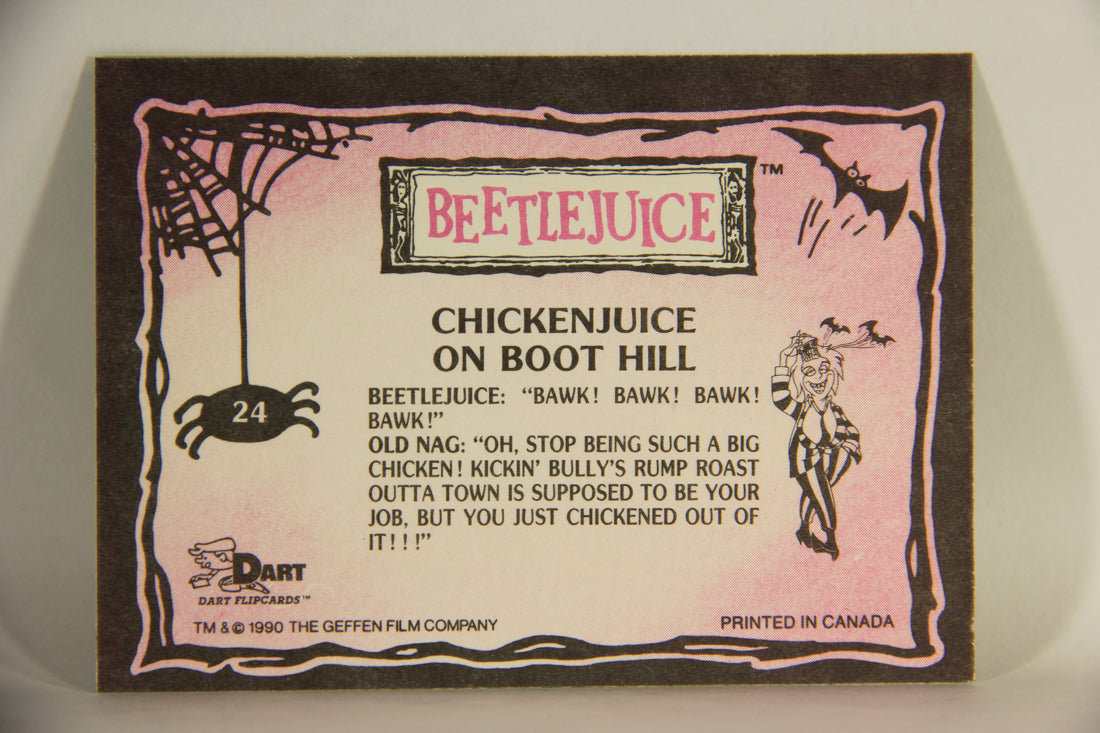 BEETLEJUICE ™
CHICKENJUICE
ON BOOT HILL
BEETLEJUICE: “BAWK! BAWK! BAWK!
BAWK!”
OLD NAG: “OH, STOP BEING SUCH A BIG
CHICKEN! KICKIN’ BULLY’S RUMP ROAST
OUTTA TOWN IS SUPPOSED TO BE YOUR
JOB, BUT YOU JUST CHICKENED OUT OF
IT!!!”
24
DART
DART FLIPCARDS™
TM & © 1990 THE GEFFEN FILM COMPANY
PRINTED IN CANADA